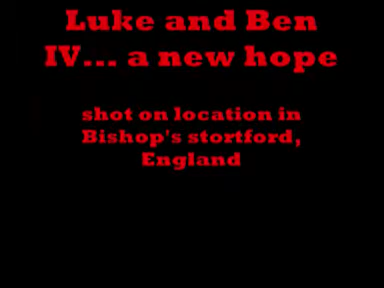 Luke and Ben
IV... a new hope
shot on location in
Bishop's stortford,
England